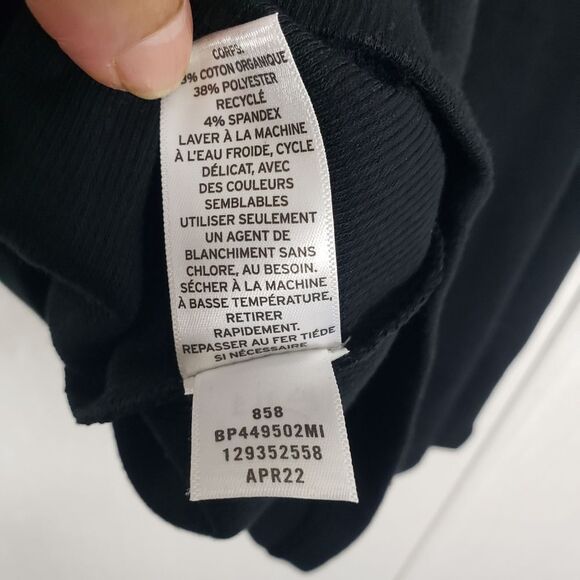 CORPS:
% COTON ORGANIQUE
38% POLYESTER
RECYCLÉ
4% SPANDEX
LAVER À LA MACHINE
À L'EAU FROIDE, CYCLE
DÉLICAT, AVEC
DES COULEURS
SEMBLABLES
UTILISER SEULEMENT
UN AGENT DE
BLANCHIMENT SANS
CHLORE, AU BESOIN.
SÉCHER À LA MACHINE
À BASSE TEMPÉRATURE,
RETIRER
RAPIDEMENT.
REPASSER AU FER TIÉDE
SI NÉCESSAIRE
858
BP449502MI
129352558
APR22